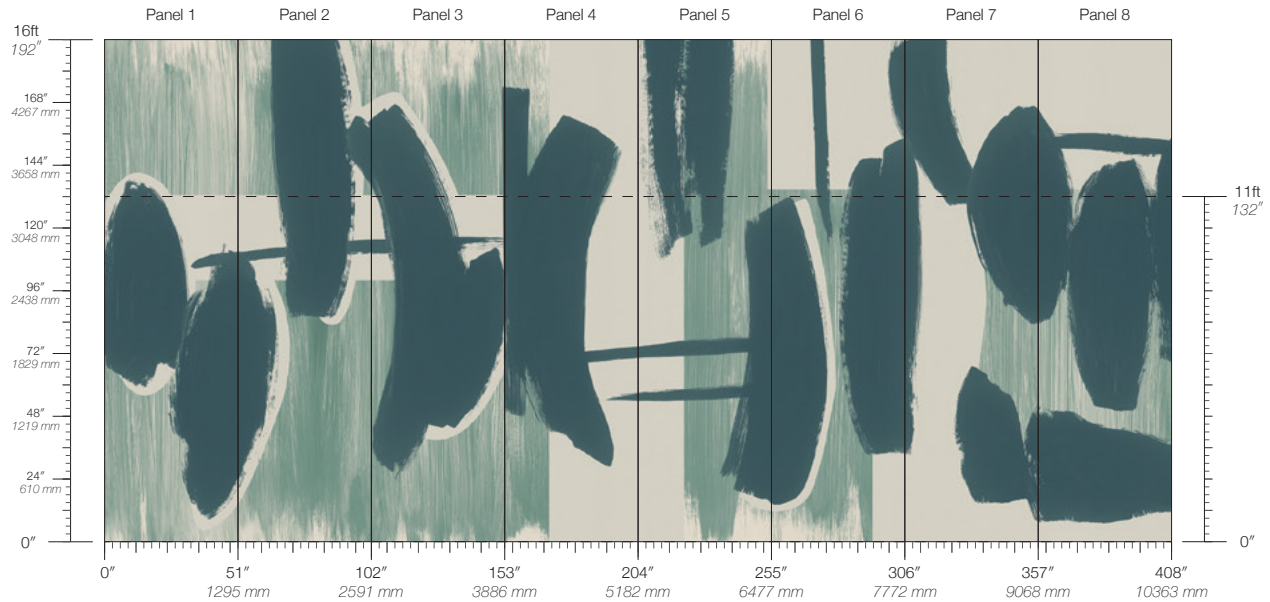 Panel 1 Panel 2 Panel 3 Panel 4 Panel 5 Panel 6 Panel 7 Panel 8
16ft
192″
168″
4267 mm
144″
3658 mm
120″
3048 mm
96″
2438 mm
72″
1829 mm
48″
1219 mm
24″
610 mm
0″
11ft
132″
0″
0″ 51″ 102″ 153″ 204″ 255″ 306″ 357″ 408″
1295 mm 2591 mm 3886 mm 5182 mm 6477 mm 7772 mm 9068 mm 10363 mm